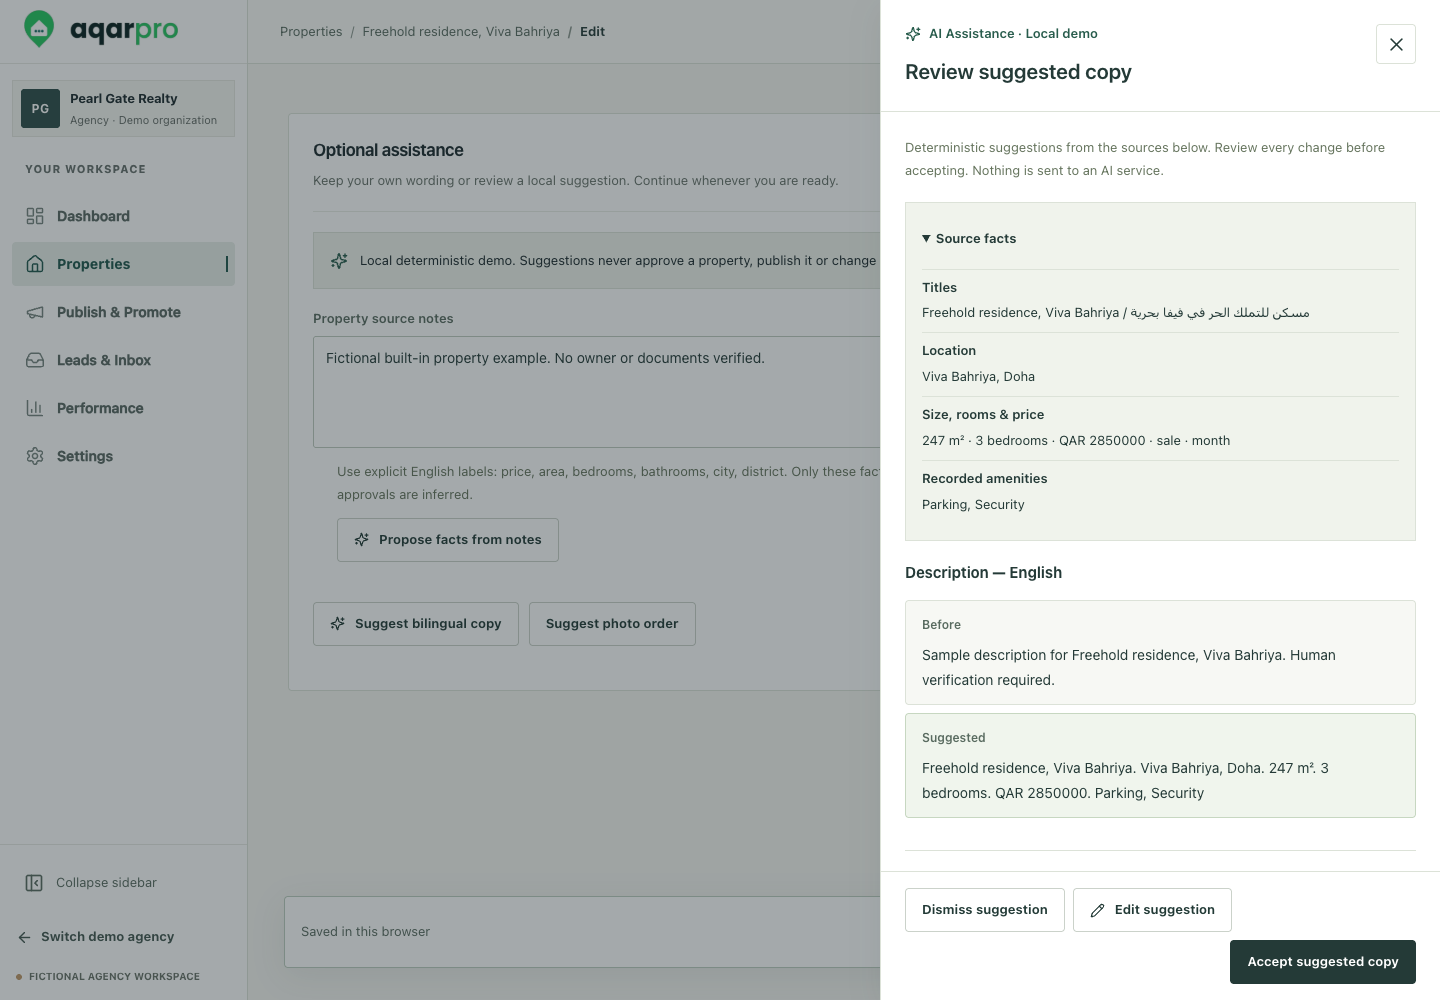 aqarpro
PG
Pearl Gate Realty
Agency · Demo organization
YOUR WORKSPACE
Dashboard
Properties
Publish & Promote
Leads & Inbox
Performance
Settings
Collapse sidebar
Switch demo agency
FICTIONAL AGENCY WORKSPACE
Properties / Freehold residence, Viva Bahriya / Edit
Optional assistance
Keep your own wording or review a local suggestion. Continue whenever you are ready.
Local deterministic demo. Suggestions never approve a property, publish it or change
Property source notes
Fictional built-in property example. No owner or documents verified.
Use explicit English labels: price, area, bedrooms, bathrooms, city, district. Only these
approvals are inferred.
Propose facts from notes
Suggest bilingual copy
Suggest photo order
Saved in this browser
AI Assistance · Local demo
Review suggested copy
Deterministic suggestions from the sources below. Review every change before
accepting. Nothing is sent to an AI service.
▼ Source facts
Titles
Freehold residence, Viva Bahriya / مسكن للتملك الحر في فيفا بحرية
Location
Viva Bahriya, Doha
Size, rooms & price
247 m² · 3 bedrooms · QAR 2850000 · sale · month
Recorded amenities
Parking, Security
Description — English
Before
Sample description for Freehold residence, Viva Bahriya. Human
verification required.
Suggested
Freehold residence, Viva Bahriya. Viva Bahriya, Doha. 247 m². 3
bedrooms. QAR 2850000. Parking, Security
Dismiss suggestion
Edit suggestion
Accept suggested copy